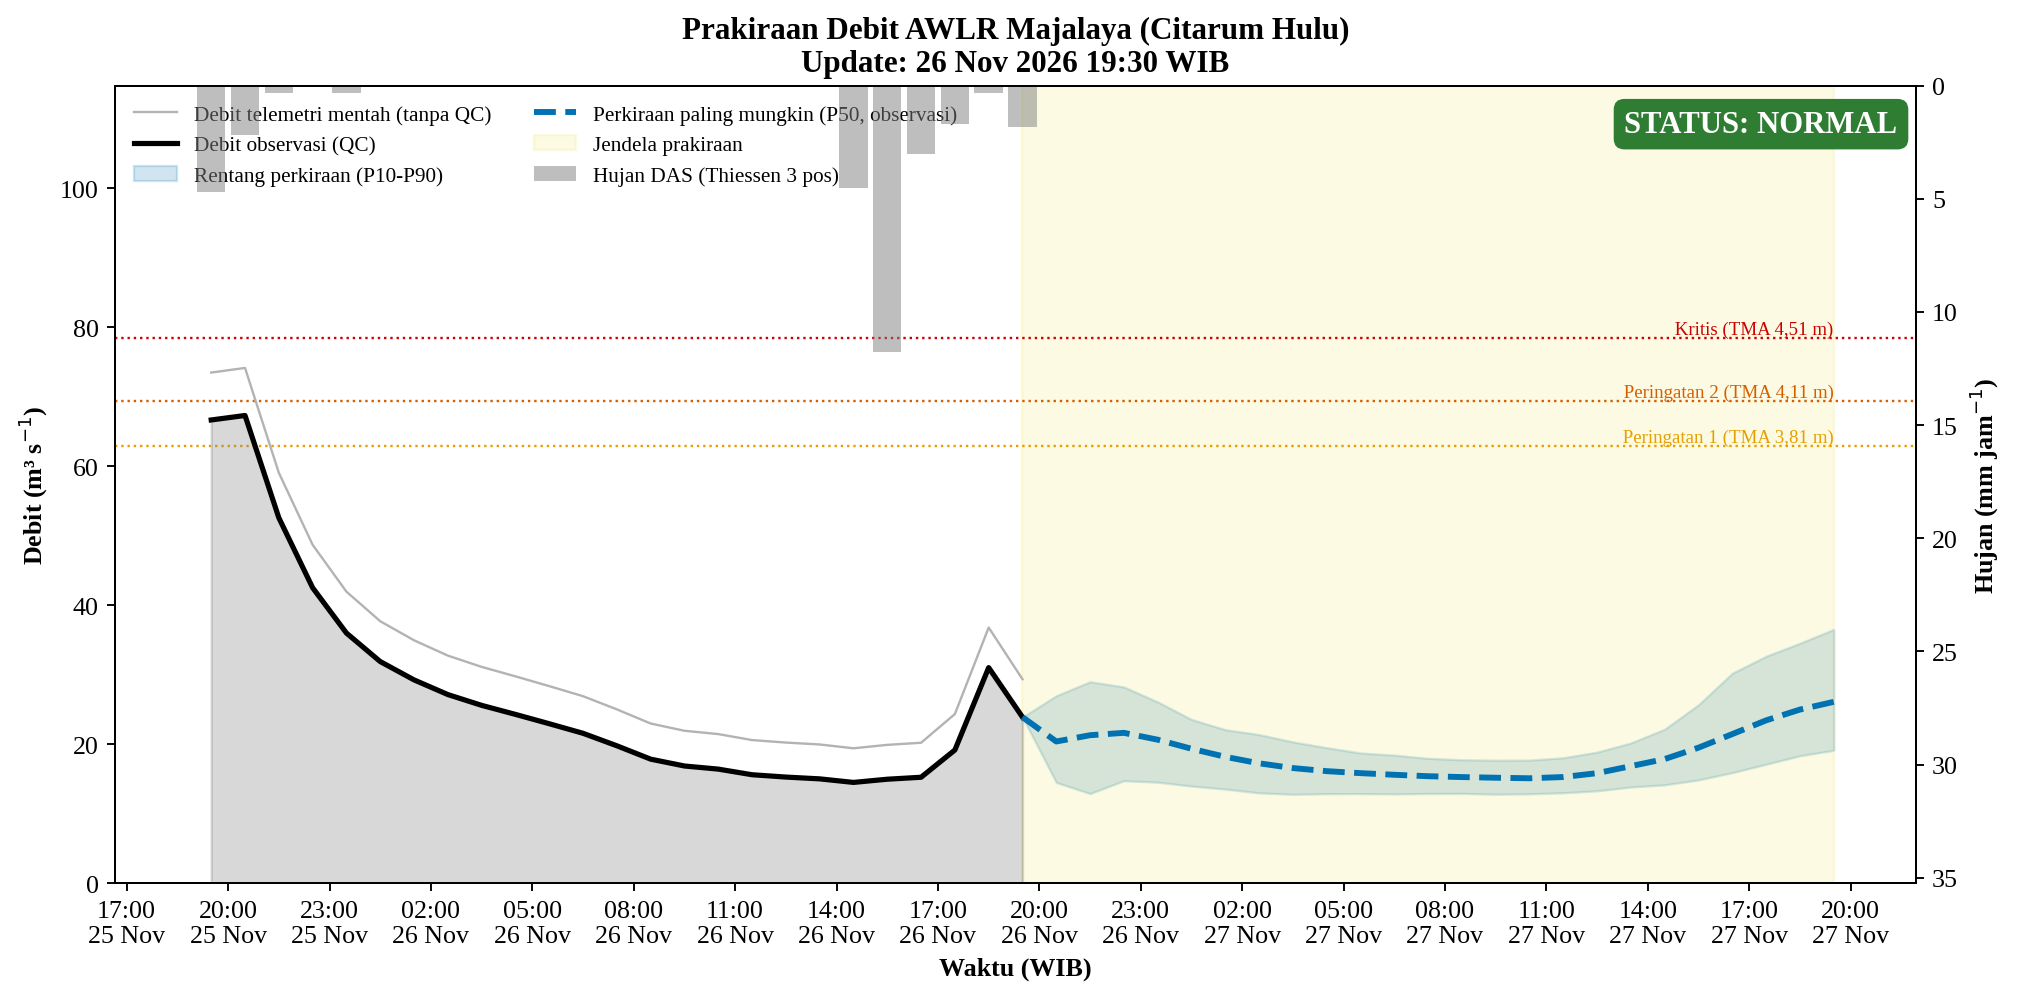 Prakiraan Debit AWLR Majalaya (Citarum Hulu)
Update: 26 Nov 2026 19:30 WIB
Debit telemetri mentah (tanpa QC)
Debit observasi (QC)
Rentang perkiraan (P10-P90)
Perkiraan paling mungkin (P50, observasi)
Jendela prakiraan
Hujan DAS (Thiessen 3 pos)
STATUS: NORMAL
Kritis (TMA 4,51 m)
Peringatan 2 (TMA 4,11 m)
Peringatan 1 (TMA 3,81 m)
Debit (m³ s⁻¹)
100
80
60
40
20
0
Hujan (mm jam⁻¹)
0
5
10
15
20
25
30
35
17:00 20:00 23:00 02:00 05:00 08:00 11:00 14:00 17:00 20:00 23:00 02:00 05:00 08:00 11:00 14:00 17:00 20:00
25 Nov 25 Nov 25 Nov 26 Nov 26 Nov 26 Nov 26 Nov 26 Nov 26 Nov 26 Nov 26 Nov 27 Nov 27 Nov 27 Nov 27 Nov 27 Nov 27 Nov 27 Nov
Waktu (WIB)